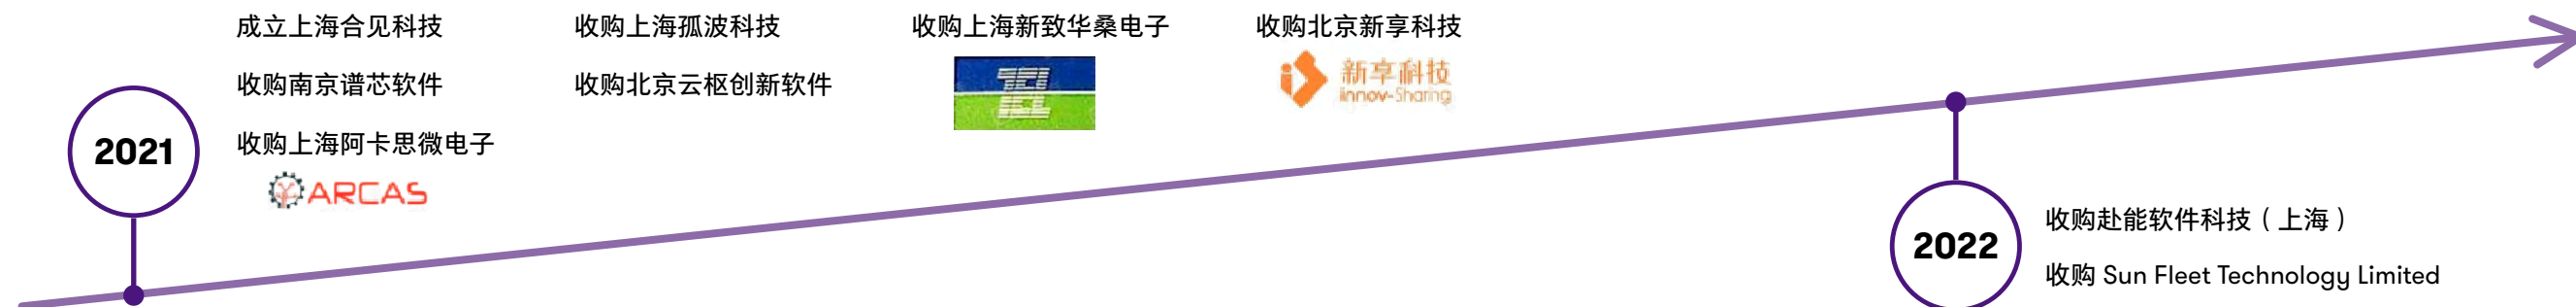 2021
成立上海合见科技
收购南京谱芯软件
收购上海阿卡思微电子
ARCAS
收购上海孤波科技
收购北京云枢创新软件
收购上海新致华桑电子
收购北京新享科技
新享科技
innov-Sharing
2022
收购赴能软件科技（上海）
收购 Sun Fleet Technology Limited